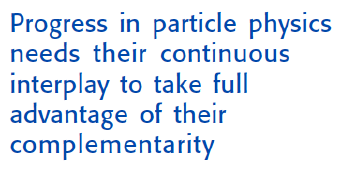 Progress in particle physics
needs their continuous
interplay to take full
advantage of their
complementarity